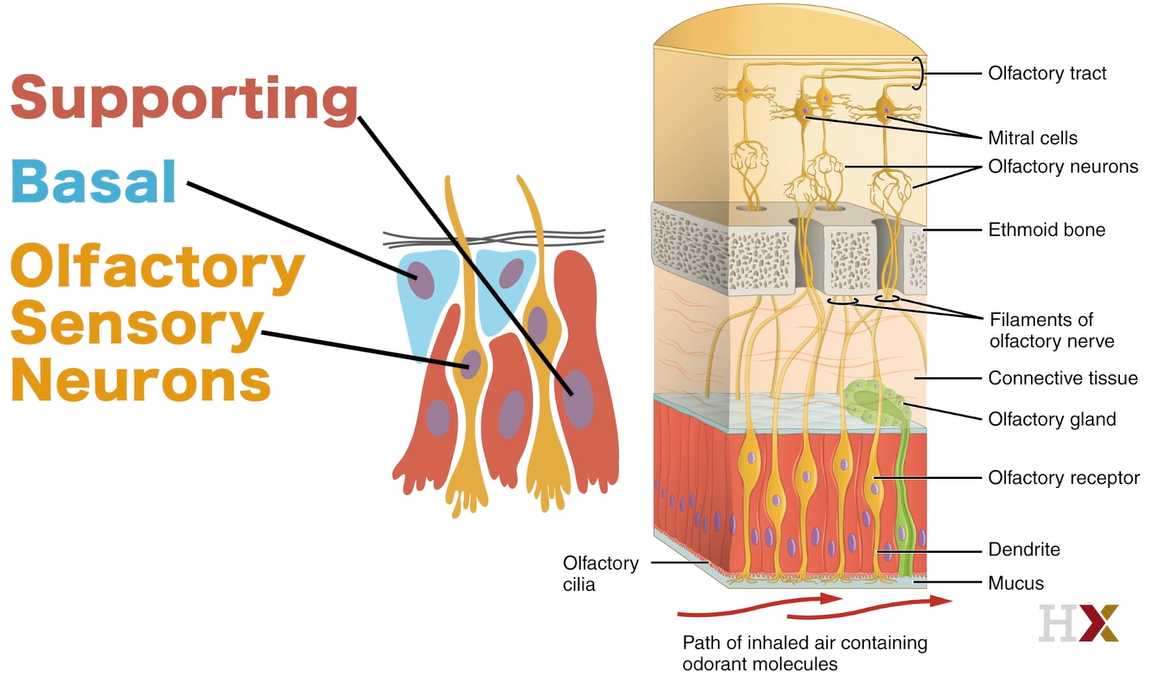 Supporting
Basal
Olfactory
Sensory
Neurons
Olfactory tract
Mitral cells
Olfactory neurons
Ethmoid bone
Filaments of
olfactory nerve
Connective tissue
Olfactory gland
Olfactory receptor
Dendrite
Mucus
Olfactory
cilia
Path of inhaled air containing
odorant molecules
HX